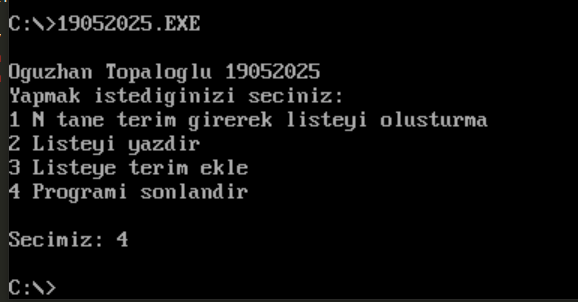 C:\>19052025.EXE
Oguzhan Topaloglu 19052025
Yapmak istediginizi seciniz:
1 N tane terim girerek listeyi olusturma
2 Listeyi yazdir
3 Listeye terim ekle
4 Programi sonlandir
Secimiz: 4
C:\>